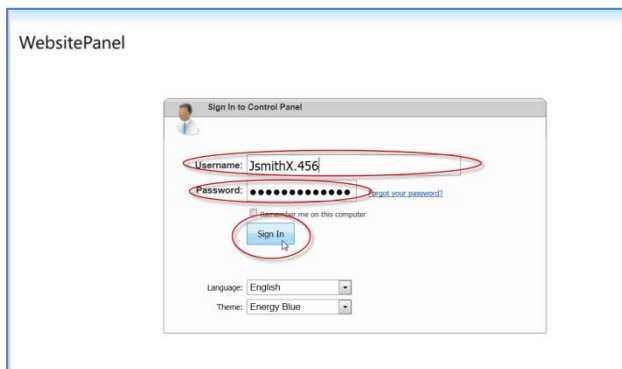 WebsitePanel
Sign In to Control Panel
Username: JsmithX.456
Password: ●●●●●●●●●●●●● Forgot your password?
Remember me on this computer
Sign In
Language: English
Theme: Energy Blue